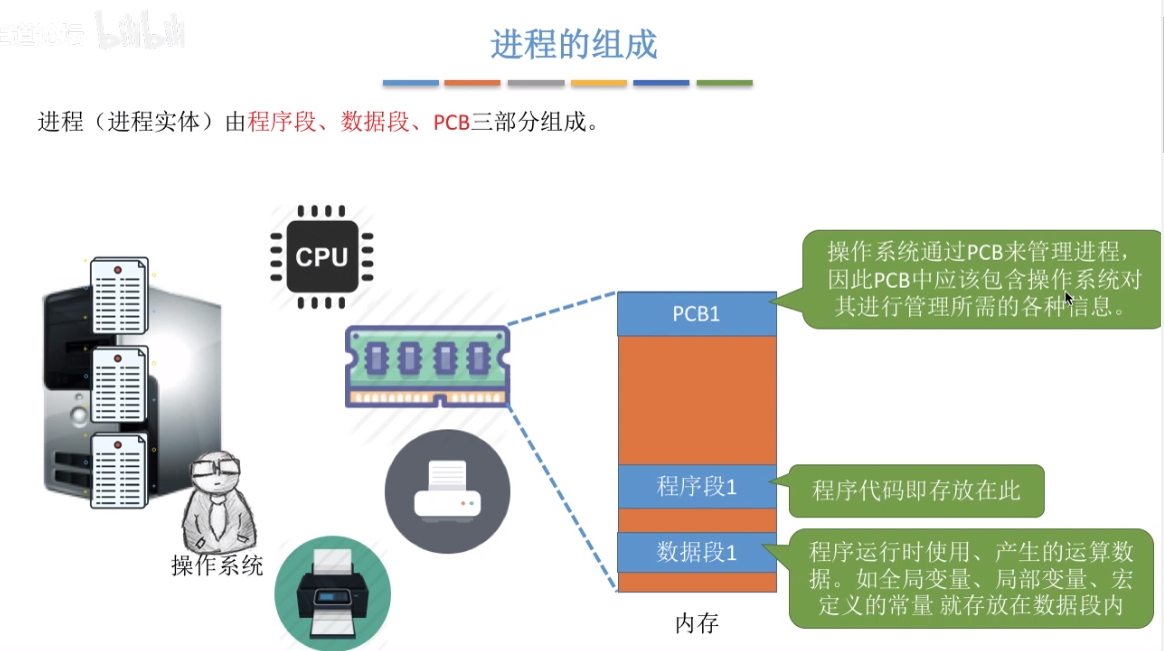 bilibili
进程的组成
进程（进程实体）由程序段、数据段、PCB三部分组成。
CPU
操作系统通过PCB来管理进程，
因此PCB中应该包含操作系统对
其进行管理所需的各种信息。
PCB1
程序段1
程序代码即存放在此
数据段1
程序运行时使用、产生的运算数
据。如全局变量、局部变量、宏
定义的常量 就存放在数据段内
操作系统
内存